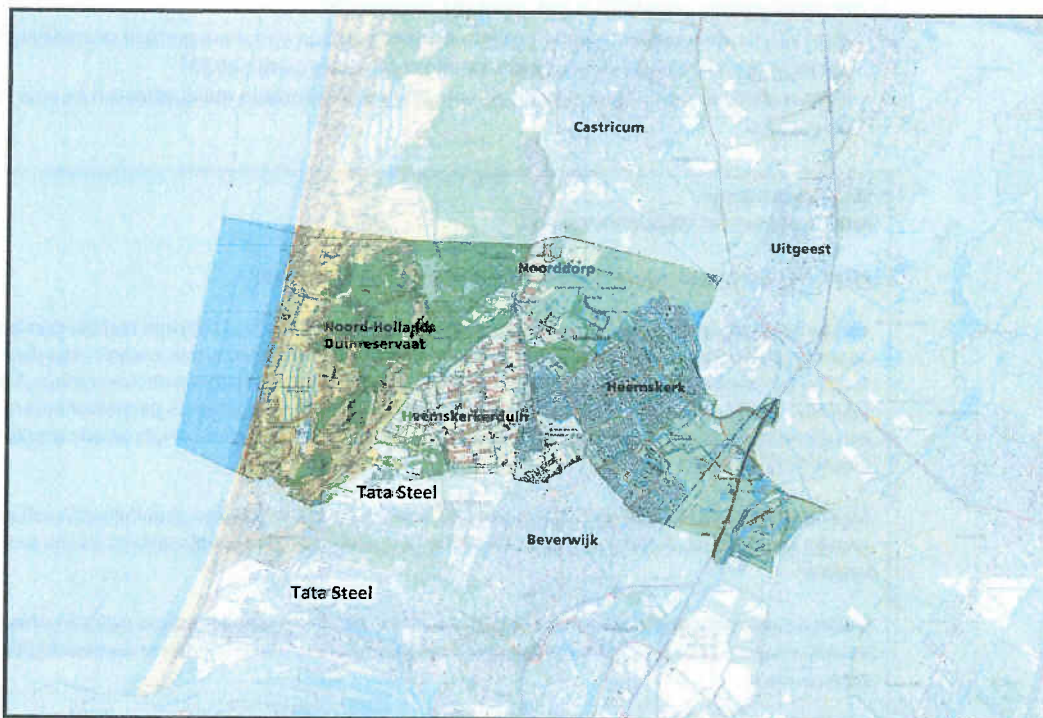 Castricum
Uitgeest
Noorddorp
Noord-Hollands
Duinreservaat
Heemskerk
Heemskerkerduin
Tata Steel
Beverwijk
Tata Steel